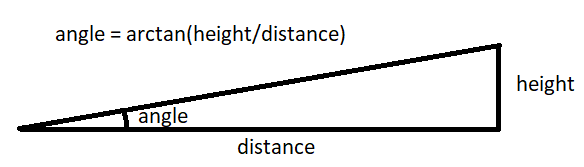 angle = arctan(height/distance)
height
angle
distance